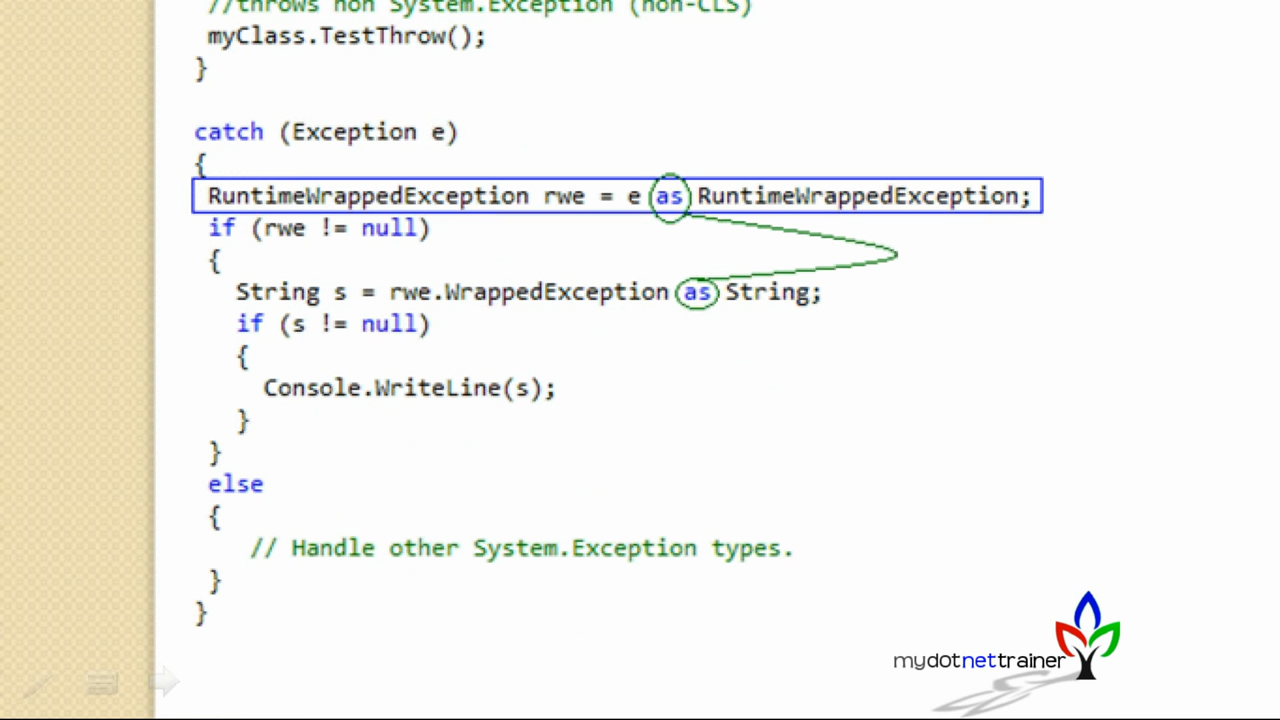 //throws non System.Exception (non-CLS)
myClass.TestThrow();
}
catch (Exception e)
{
RuntimeWrappedException rwe = e as RuntimeWrappedException;
if (rwe != null)
{
String s = rwe.WrappedException as String;
if (s != null)
{
Console.WriteLine(s);
}
}
else
{
// Handle other System.Exception types.
}
}
mydotnettrainer